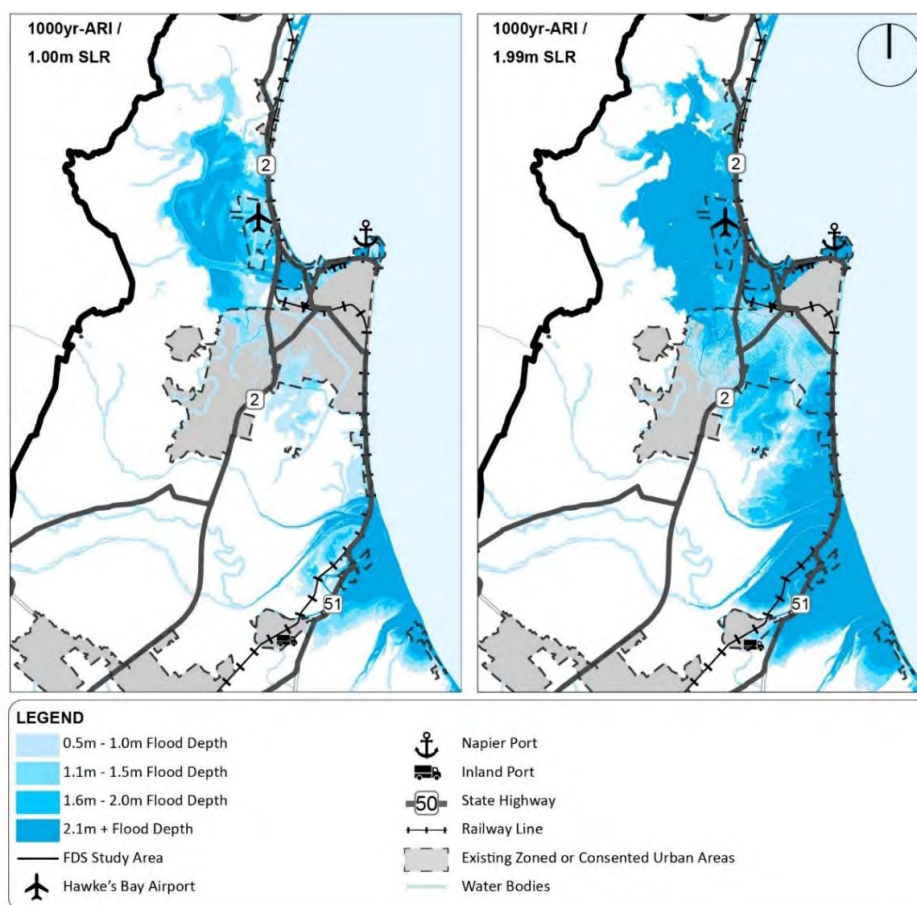 1000yr-ARI /
1.00m SLR
2
2
51
1000yr-ARI /
1.99m SLR
2
2
51
LEGEND
0.5m - 1.0m Flood Depth
1.1m - 1.5m Flood Depth
1.6m - 2.0m Flood Depth
2.1m + Flood Depth
FDS Study Area
Hawke's Bay Airport
Napier Port
Inland Port
50 State Highway
Railway Line
Existing Zoned or Consented Urban Areas
Water Bodies